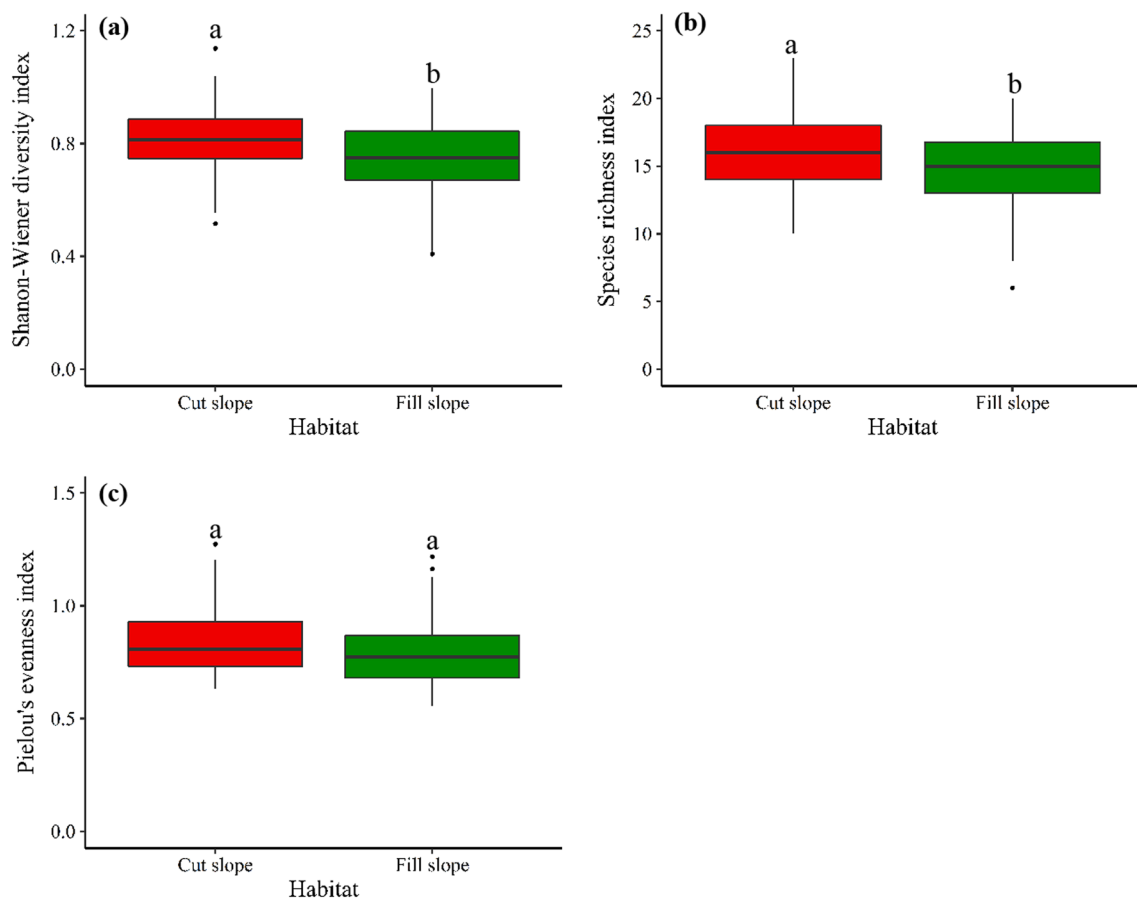 (a)
Shanon-Wiener diversity index
1.2
0.8
0.4
0.0
a
b
Cut slope
Fill slope
Habitat
(b)
Species richness index
25
20
15
10
5
0
a
b
Cut slope
Fill slope
Habitat
(c)
Pielou's evenness index
1.5
1.0
0.5
0.0
a
a
Cut slope
Fill slope
Habitat